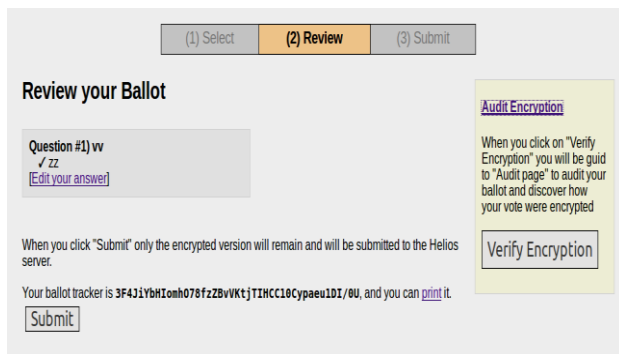 (1) Select (2) Review (3) Submit
Review your Ballot
Question #1) vv
✓ zz
[Edit your answer]
When you click "Submit" only the encrypted version will remain and will be submitted to the Helios
server.
Your ballot tracker is 3F4JiYbHIomhO78fzZBvVKtjTIHCC10Cypaeu1DI/0U, and you can print it.
Submit
Audit Encryption
When you click on "Verify
Encryption" you will be guid
to "Audit page" to audit your
ballot and discover how
your vote were encrypted
Verify Encryption